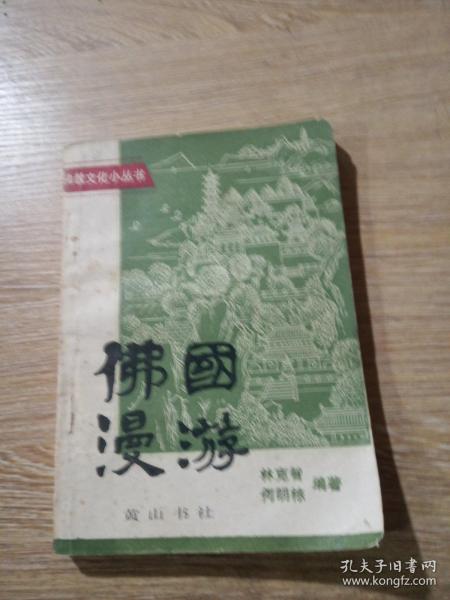 佛教文化小丛书
佛國
漫游
林克智
何明栋
编著
黄山书社
孔夫子旧书网
www.kongfz.com